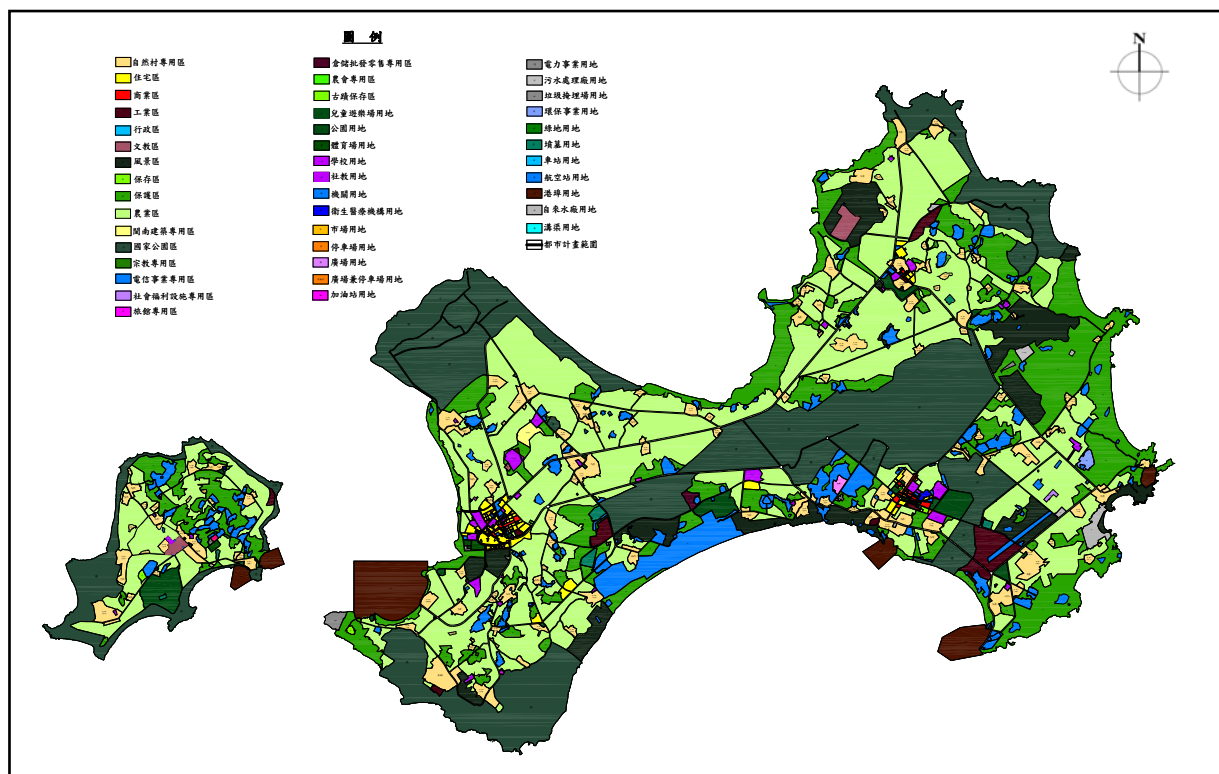 圖 例
自然村專用區
住宅區
商業區
工業區
行政區
文教區
風景區
保存區
保護區
農業區
閩南建築專用區
國家公園區
宗教專用區
電信事業專用區
社會福利設施專用區
旅館專用區
倉儲批發零售專用區
農會專用區
古蹟保存區
兒童遊樂場用地
公園用地
體育場用地
學校用地
社教用地
機關用地
衛生醫療機構用地
市場用地
停車場用地
廣場用地
廣場兼停車場用地
加油站用地
電力事業用地
污水處理廠用地
垃圾掩埋場用地
環保事業用地
綠地用地
墳墓用地
車站用地
航空站用地
港埠用地
自來水廠用地
溝渠用地
都市計畫範圍
N